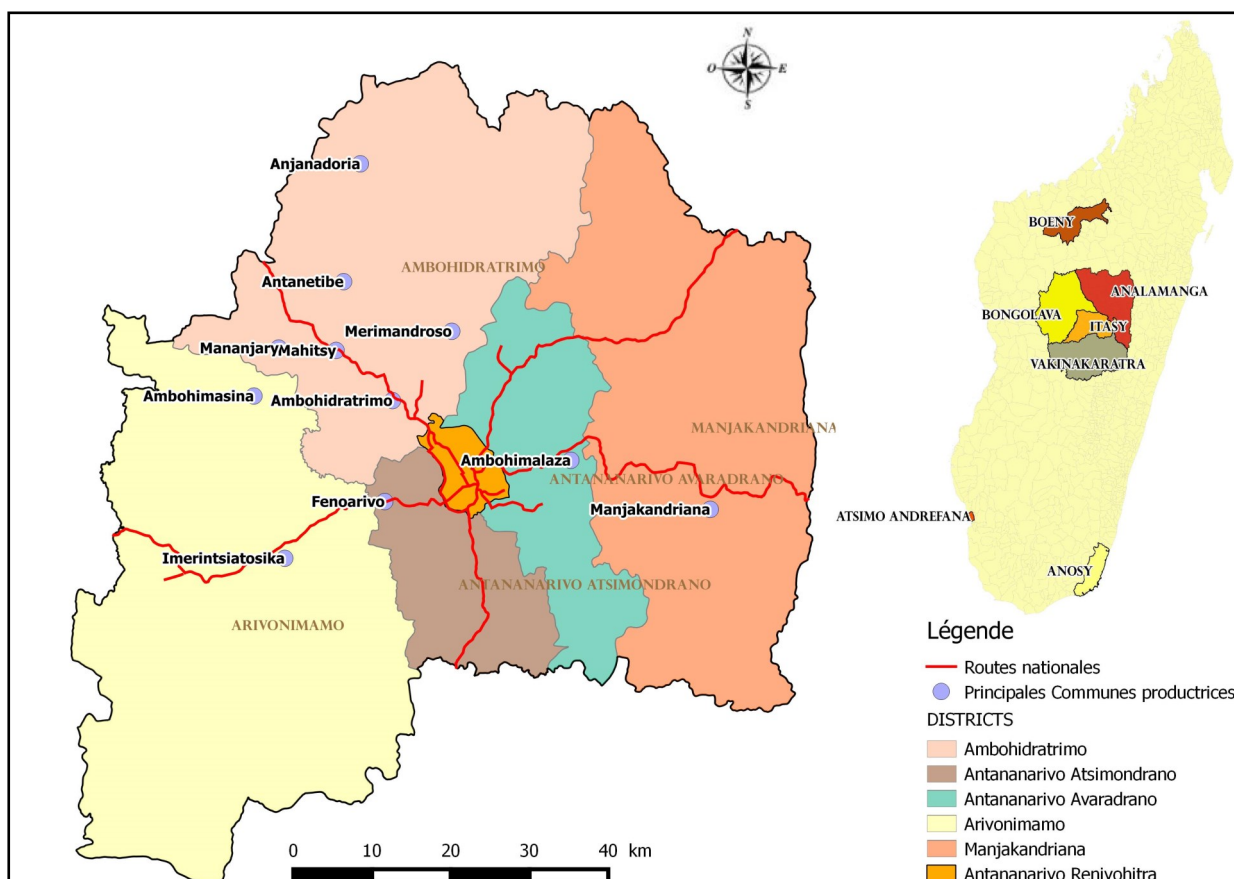 N
O
E
S
Anjanadoria
AMBOHIDRATRIMO
Antanetibe
Merimandroso
Mananjary
Mahitsy
Ambohimasina
Ambohidratrimo
MANJAKANDRIANA
Ambohimalaza
ANTANANARIVO AVARADRANO
Fenoarivo
Manjakandriana
Imerintsiatosika
ANTANANARIVO ATSIMONDRANO
ARIVONIMAMO
0 10 20 30 40 km
BOENY
ANALAMANGA
BONGOLAVA
ITASY
VAKINAKARATRA
ATSIMO ANDREFANA
ANOSY
Légende
Routes nationales
Principales Communes productrices
DISTRICTS
Ambohidratrimo
Antananarivo Atsimondrano
Antananarivo Avaradrano
Arivonimamo
Manjakandriana
Antananarivo Renivohitra